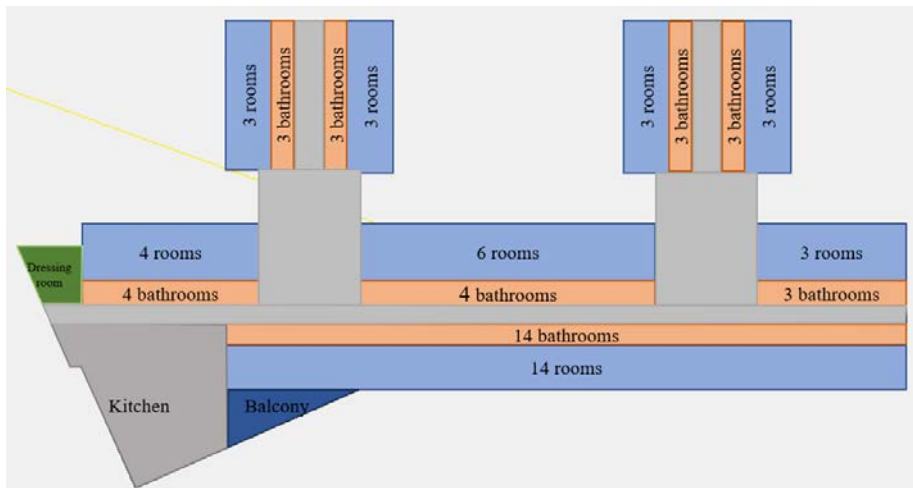 3 rooms
3 bathrooms
3 bathrooms
3 rooms
3 rooms
3 bathrooms
3 bathrooms
3 rooms
4 rooms
6 rooms
3 rooms
Dressing
room
4 bathrooms
4 bathrooms
3 bathrooms
14 bathrooms
14 rooms
Kitchen
Balcony